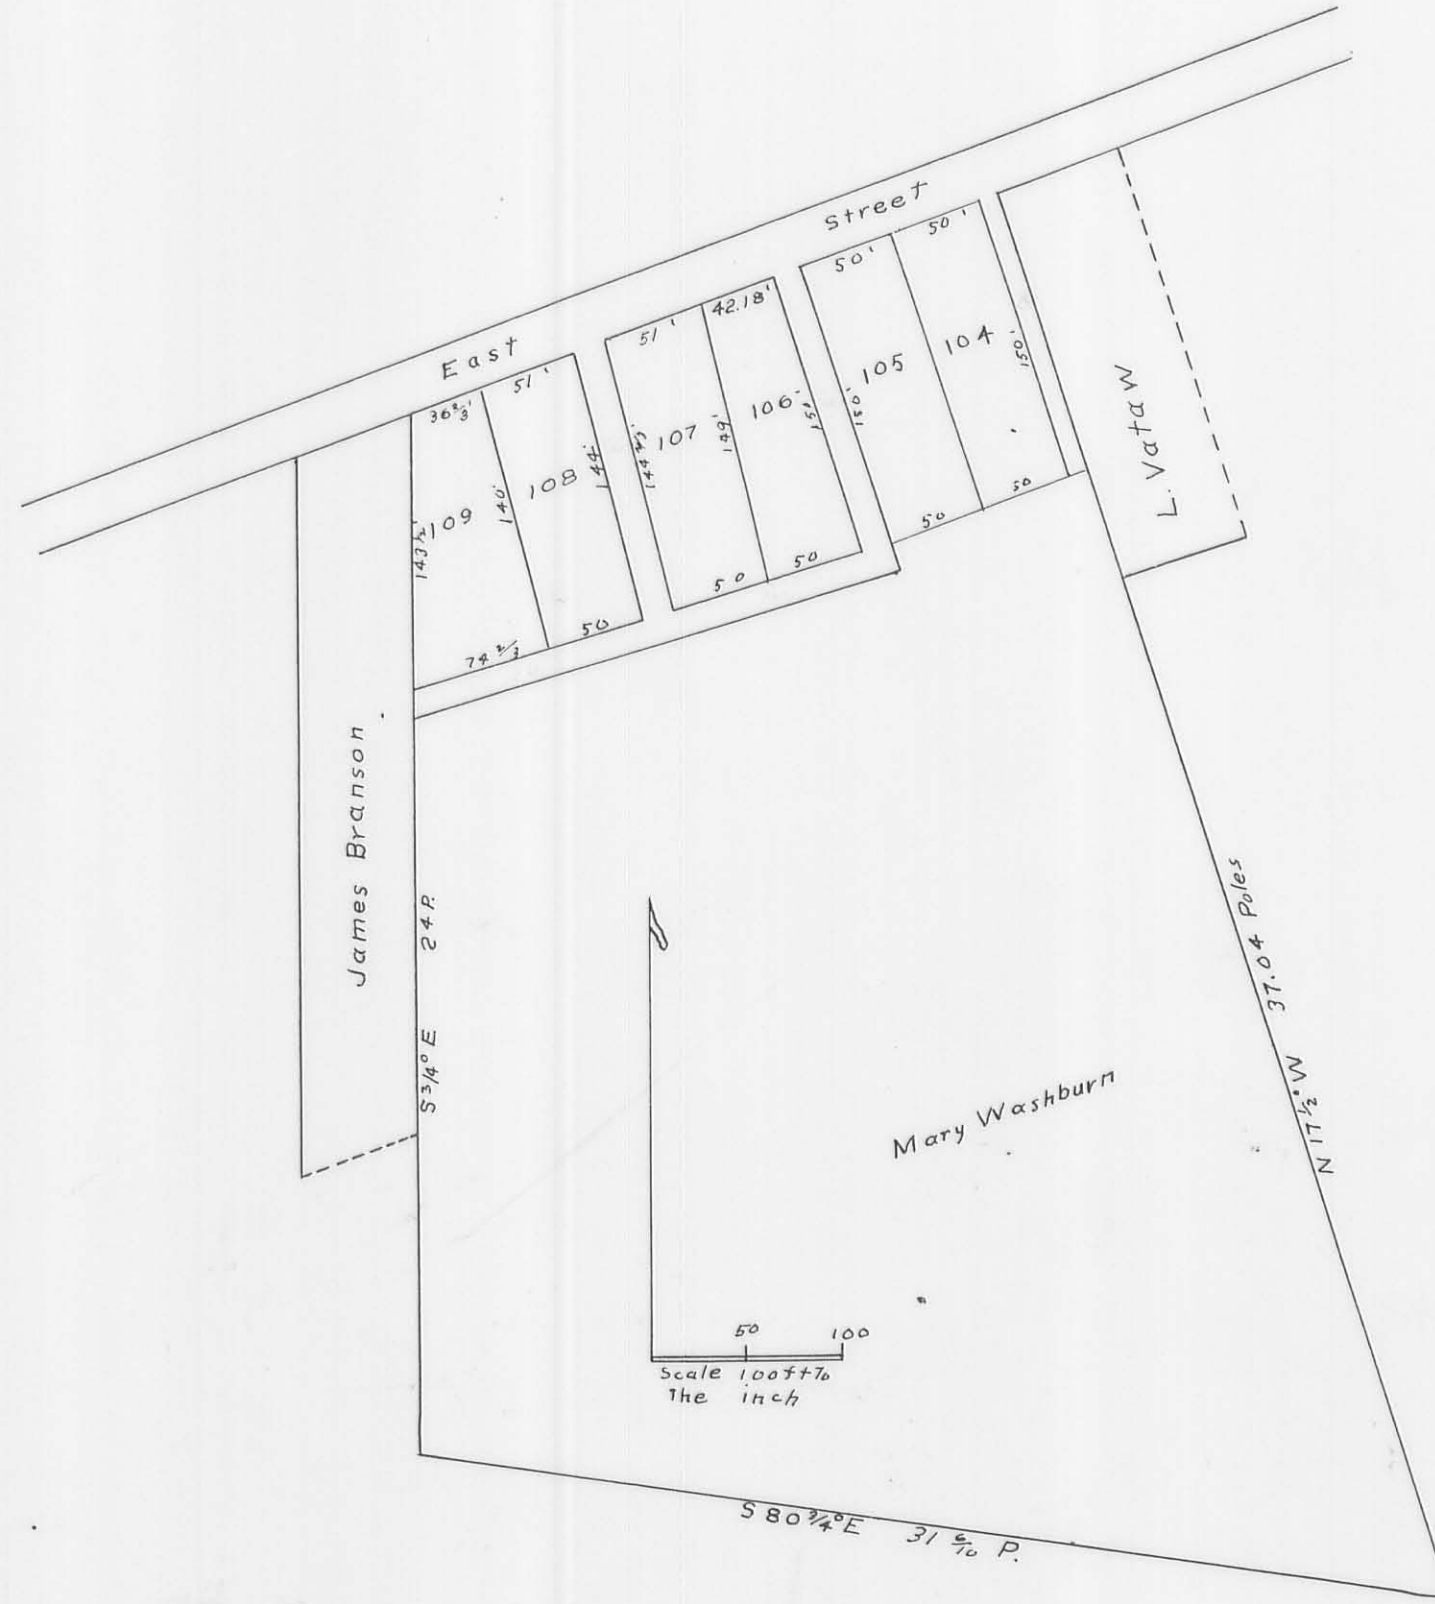 Street
East
50'
50'
51'
42.18'
36 2/3'
51'
109
108
107
106
105
104
143 1/2'
140'
144'
144 2/3'
149'
150'
150'
150'
74 2/3
50
50
50
50
50
L. Vataw
James Branson
S 3/4° E 24 P.
Mary Washburn
N 17 1/2° W 37.04 Poles
50 100
Scale 100 ft to
The inch
S 80 3/4° E 31 6/10 P.